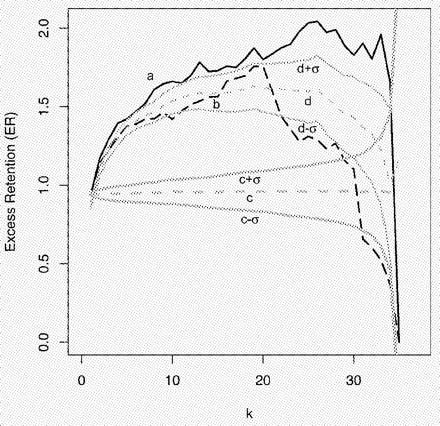 2.0
1.5
1.0
0.5
0.0
Excess Retention (ER)
a
d+σ
b
d
d-σ
c+σ
c
c-σ
0 10 20 30
k